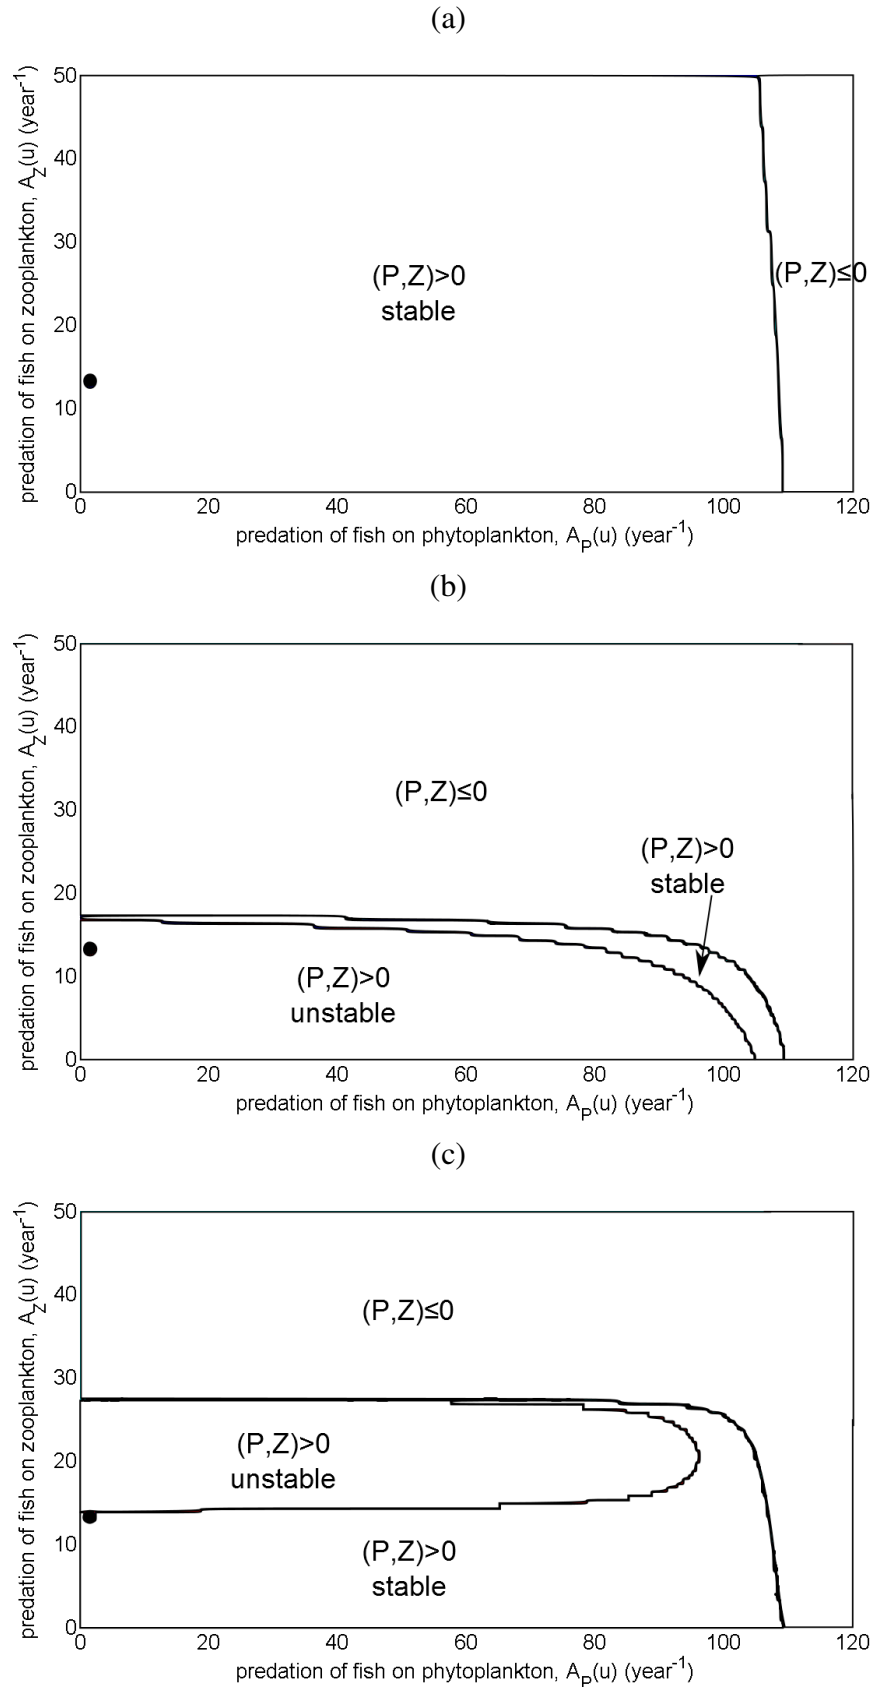 (a)
predation of fish on zooplankton, A_Z(u) (year⁻¹)
50
40
30
20
10
0
(P,Z)>0
stable
(P,Z)≤0
0 20 40 60 80 100 120
predation of fish on phytoplankton, A_P(u) (year⁻¹)
(b)
predation of fish on zooplankton, A_Z(u) (year⁻¹)
50
40
30
20
10
0
(P,Z)≤0
(P,Z)>0
stable
(P,Z)>0
unstable
0 20 40 60 80 100 120
predation of fish on phytoplankton, A_P(u) (year⁻¹)
(c)
predation of fish on zooplankton, A_Z(u) (year⁻¹)
50
40
30
20
10
0
(P,Z)≤0
(P,Z)>0
unstable
(P,Z)>0
stable
0 20 40 60 80 100 120
predation of fish on phytoplankton, A_P(u) (year⁻¹)